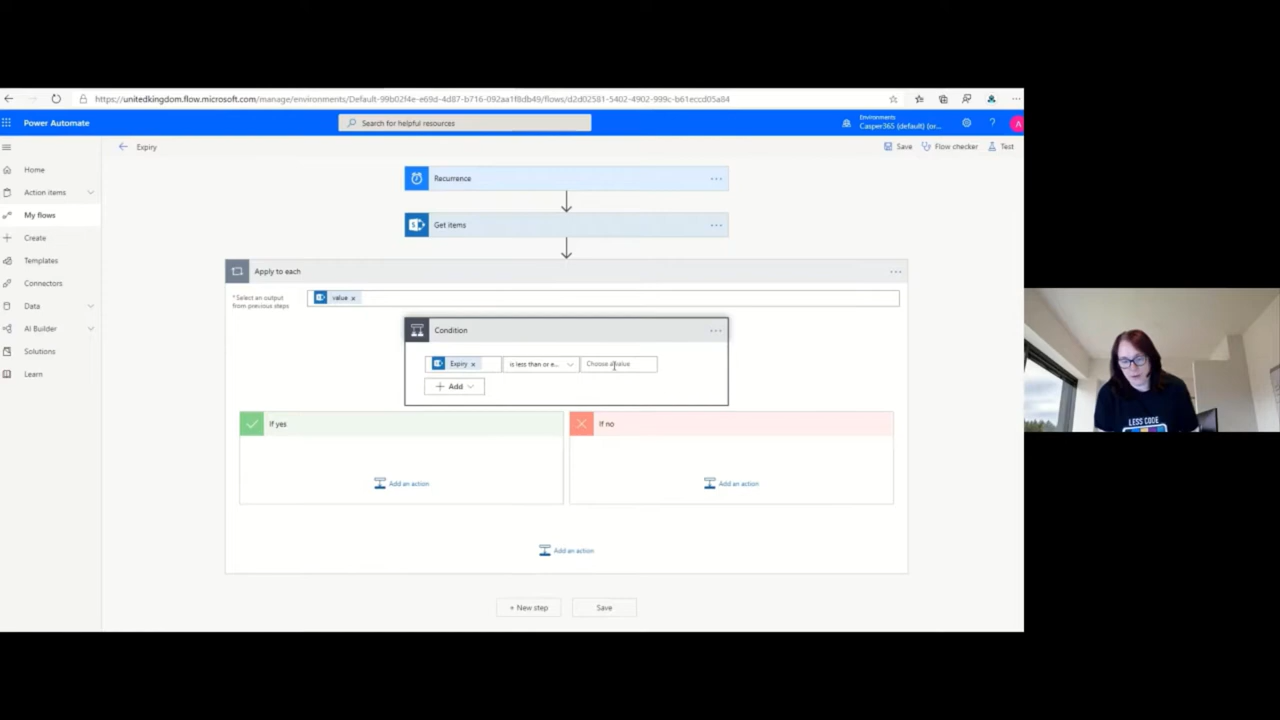 https://unitedkingdom.flow.microsoft.com/manage/environments/Default-99b02f4e-e69d-4d87-b716-092aa1f8db49/flows/d2d02581-5402-4902-999c-b61eccd05a84
Power Automate
Search for helpful resources
Environments
Casper365 (default) (or...
?
A
Expiry
Save
Flow checker
Test
Home
Action items
My flows
Create
Templates
Connectors
Data
AI Builder
Solutions
Learn
Recurrence
Get items
Apply to each
* Select an output
from previous steps
value x
Condition
Expiry x
is less than or e...
Choose a value
+ Add
If yes
Add an action
If no
Add an action
Add an action
+ New step
Save
LESS CODE